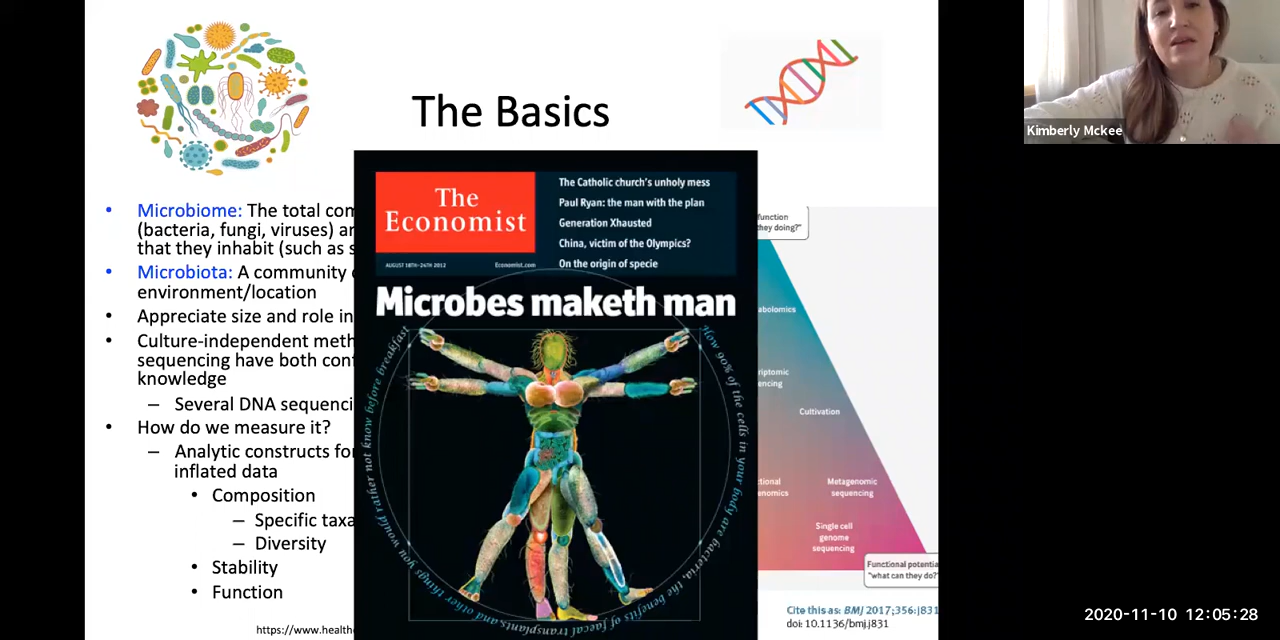 The Basics
Microbiome: The total com
(bacteria, fungi, viruses) an
that they inhabit (such as s
Microbiota: A community
environment/location
Appreciate size and role in
Culture-independent meth
sequencing have both con
knowledge
– Several DNA sequenci
How do we measure it?
– Analytic constructs fo
inflated data
• Composition
– Specific taxa
– Diversity
• Stability
• Function
https://www.health
The
Economist
AUGUST 18TH–24TH 2012
Economist.com
The Catholic church's unholy mess
Paul Ryan: the man with the plan
Generation Xhausted
China, victim of the Olympics?
On the origin of specie
Microbes maketh man
How 90% of the cells in your body are bacteria, the benefits of faecal transplants and other things you would rather not know before breakfast
function
they doing?"
abolomics
riptomic
encing
Cultivation
tional
enomics
Metagenomic
sequencing
Single cell
genome
sequencing
Functional potentia
"what can they do?"
Cite this as: BMJ 2017;356:j831
doi: 10.1136/bmj.j831
Kimberly Mckee
2020-11-10 12:05:28